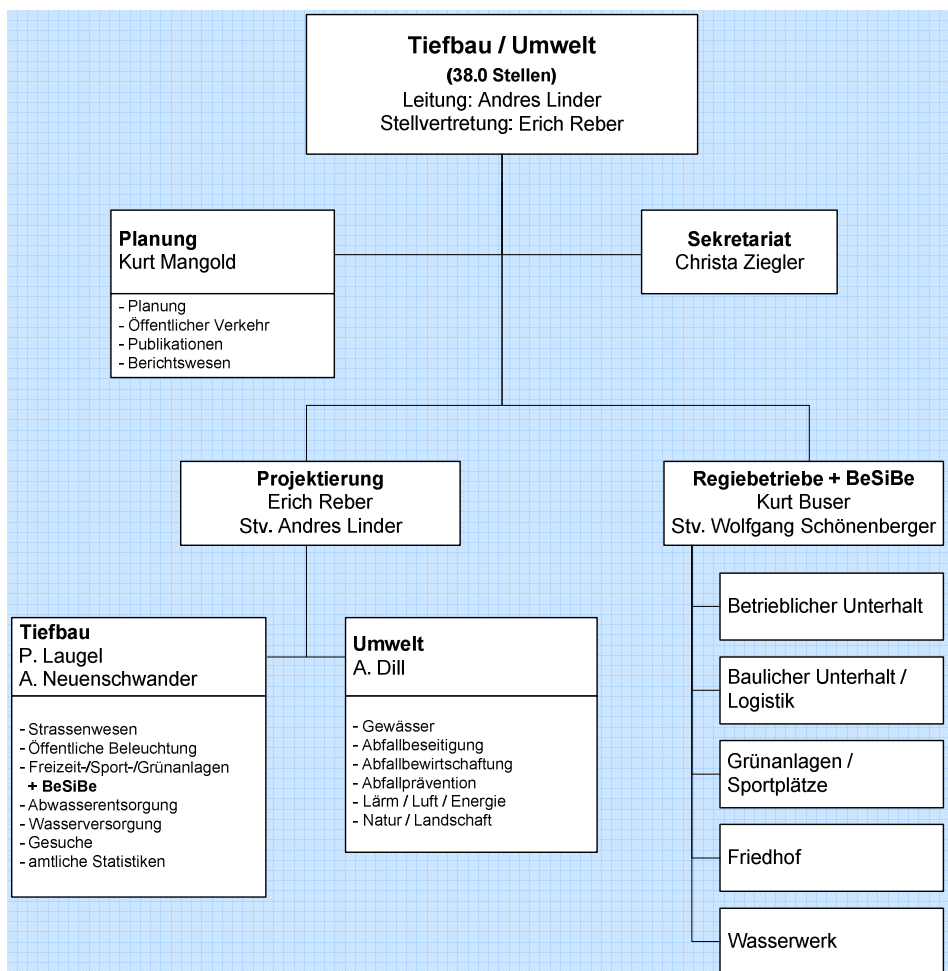 Tiefbau / Umwelt
(38.0 Stellen)
Leitung: Andres Linder
Stellvertretung: Erich Reber
Planung
Kurt Mangold
- Planung
- Öffentlicher Verkehr
- Publikationen
- Berichtswesen
Sekretariat
Christa Ziegler
Projektierung
Erich Reber
Stv. Andres Linder
Regiebetriebe + BeSiBe
Kurt Buser
Stv. Wolfgang Schönenberger
Tiefbau
P. Laugel
A. Neuenschwander
- Strassenwesen
- Öffentliche Beleuchtung
- Freizeit-/Sport-/Grünanlagen
+ BeSiBe
- Abwasserentsorgung
- Wasserversorgung
- Gesuche
- amtliche Statistiken
Umwelt
A. Dill
- Gewässer
- Abfallbeseitigung
- Abfallbewirtschaftung
- Abfallprävention
- Lärm / Luft / Energie
- Natur / Landschaft
Betrieblicher Unterhalt
Baulicher Unterhalt /
Logistik
Grünanlagen /
Sportplätze
Friedhof
Wasserwerk